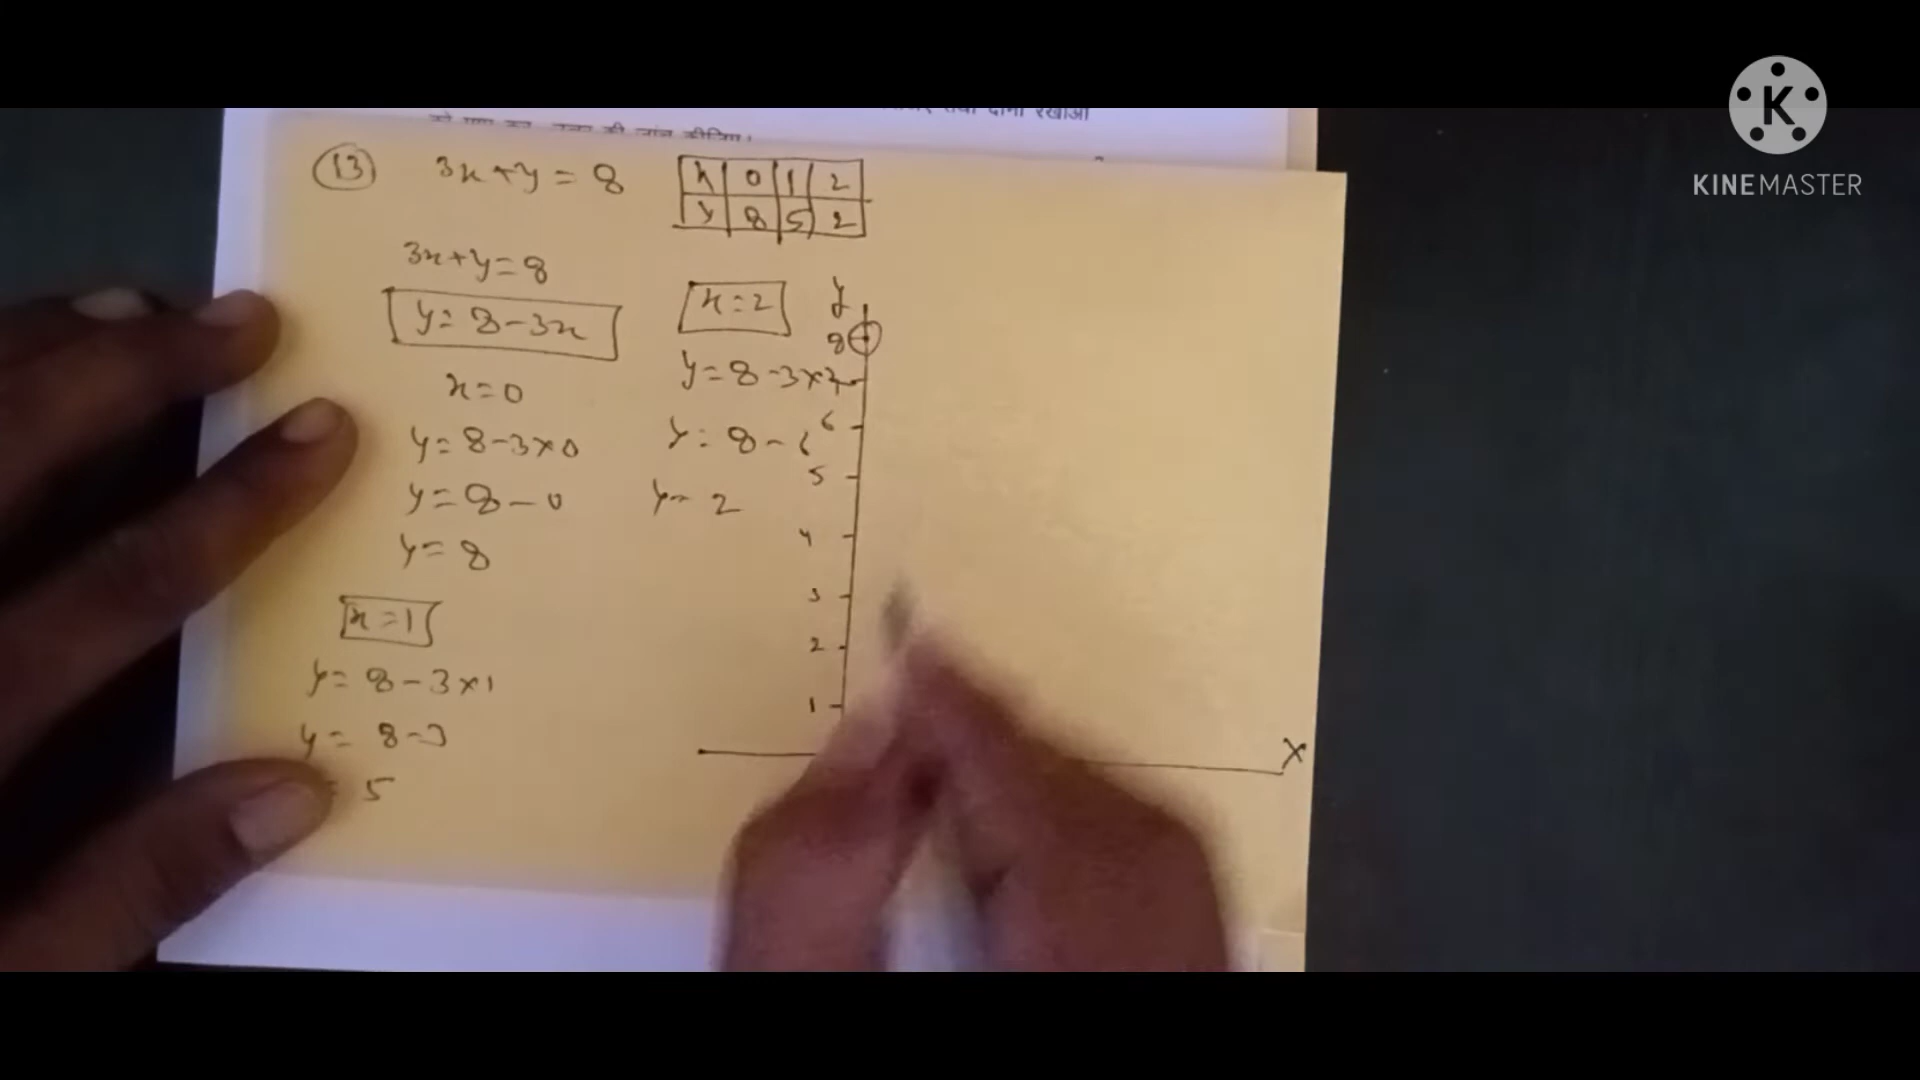 की जांच कीजिए।
(13) 3x+y=8
x 0 1 2
y 8 5 2
3x+y=8
y=8-3x
x=0
y=8-3×0
y=8-0
y=8
x=1
y=8-3×1
y=8-3
=5
x=2
y=8-3×2
y=8-6
y=2
y
8
6
5
4
3
2
1
X
K
KINEMASTER